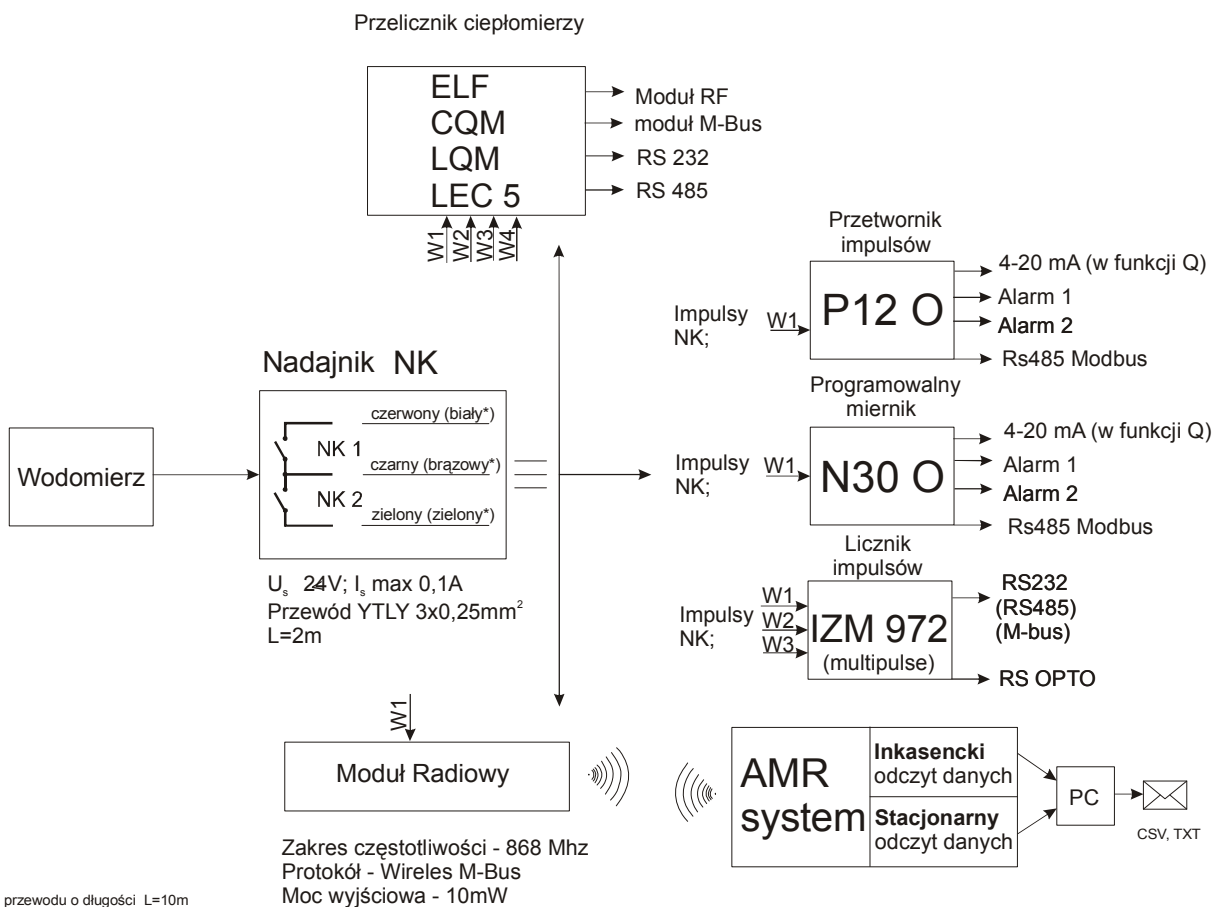 Przelicznik ciepłomierzy
ELF
CQM
LQM
LEC 5
Moduł RF
moduł M-Bus
RS 232
RS 485
W1
W2
W3
W4
Przetwornik
impulsów
P12 O
Impulsy
NK;
W1
4-20 mA (w funkcji Q)
Alarm 1
Alarm 2
Rs485 Modbus
Nadajnik NK
czerwony (biały*)
NK 1
czarny (brązowy*)
NK 2
zielony (zielony*)
Wodomierz
Programowalny
miernik
N30 O
Impulsy
NK;
W1
4-20 mA (w funkcji Q)
Alarm 1
Alarm 2
Rs485 Modbus
Us 24V; Is max 0,1A
Przewód YTLY 3x0,25mm²
L=2m
Licznik
impulsów
Impulsy
NK;
W1
W2
W3
IZM 972
(multipulse)
RS232
(RS485)
(M-bus)
RS OPTO
W1
Moduł Radiowy
AMR
system
Inkasencki
odczyt danych
Stacjonarny
odczyt danych
PC
CSV, TXT
Zakres częstotliwości - 868 Mhz
Protokół - Wireles M-Bus
Moc wyjściowa - 10mW
przewodu o długości L=10m